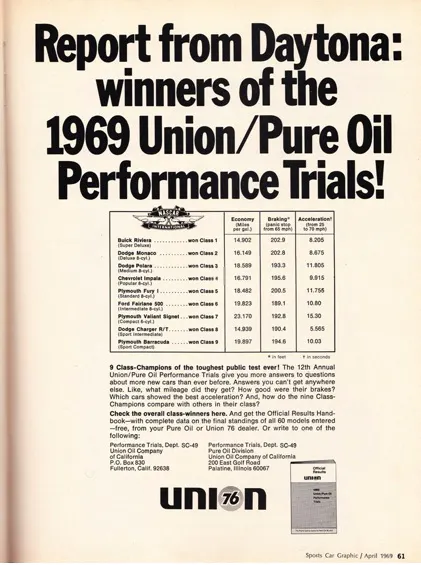 Report from Daytona:
winners of the
1969 Union/Pure Oil
Performance Trials!
NASCAR
INTERNATIONAL
Economy (Miles per gal.) Braking* (panic stop from 65 mph) Acceleration† (from 25 to 70 mph)
Buick Riviera .......... won Class 1 14.902 202.9 8.205
(Super Deluxe)
Dodge Monaco .......... won Class 2 16.149 202.8 8.675
(Deluxe 8-cyl.)
Dodge Polara .......... won Class 3 18.589 193.3 11.805
(Medium 8-cyl.)
Chevrolet Impala ....... won Class 4 16.791 195.6 9.915
(Popular 8-cyl.)
Plymouth Fury I ........ won Class 5 18.482 200.5 11.755
(Standard 8-cyl.)
Ford Fairlane 500 ...... won Class 6 19.823 189.1 10.80
(Intermediate 8-cyl.)
Plymouth Valiant Signet ... won Class 7 23.170 192.8 15.30
(Compact 6-cyl.)
Dodge Charger R/T ...... won Class 8 14.939 190.4 5.565
(Sport Intermediate)
Plymouth Barracuda ..... won Class 9 19.697 194.6 10.03
(Sport Compact)
* in feet † in seconds
9 Class-Champions of the toughest public test ever! The 12th Annual
Union/Pure Oil Performance Trials give you more answers to questions
about more new cars than ever before. Answers you can't get anywhere
else. Like, what mileage did they get? How good were their brakes?
Which cars showed the best acceleration? And, how do the nine Class-
Champions compare with others in their class?
Check the overall class-winners here. And get the Official Results Hand-
book—with complete data on the final standings of all 60 models entered
—free, from your Pure Oil or Union 76 dealer. Or write to one of the
following:
Performance Trials, Dept. SC-49
Union Oil Company
of California
P.O. Box 830
Fullerton, Calif. 92638
Performance Trials, Dept. SC-49
Pure Oil Division
Union Oil Company of California
200 East Golf Road
Palatine, Illinois 60067
Official
Results
union
1969
Union/Pure Oil
Performance
Trials
union 76
Sports Car Graphic / April 1969 61